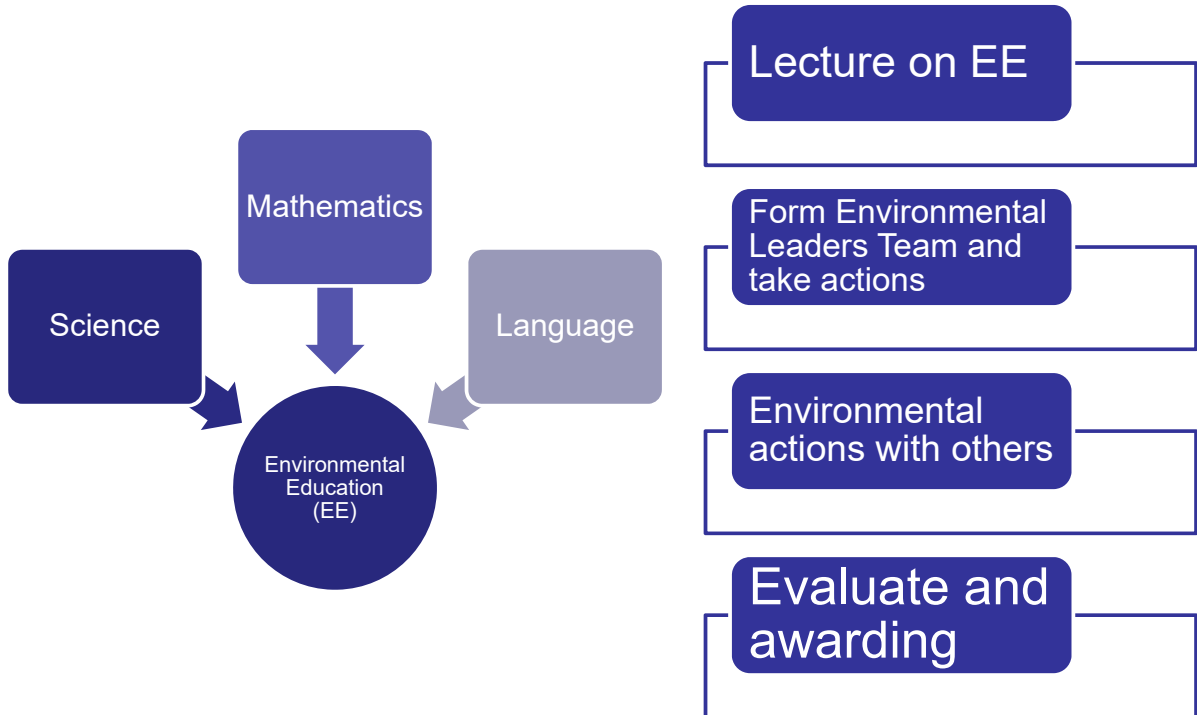 Mathematics
Science
Language
Environmental
Education
(EE)
Lecture on EE
Form Environmental
Leaders Team and
take actions
Environmental
actions with others
Evaluate and
awarding